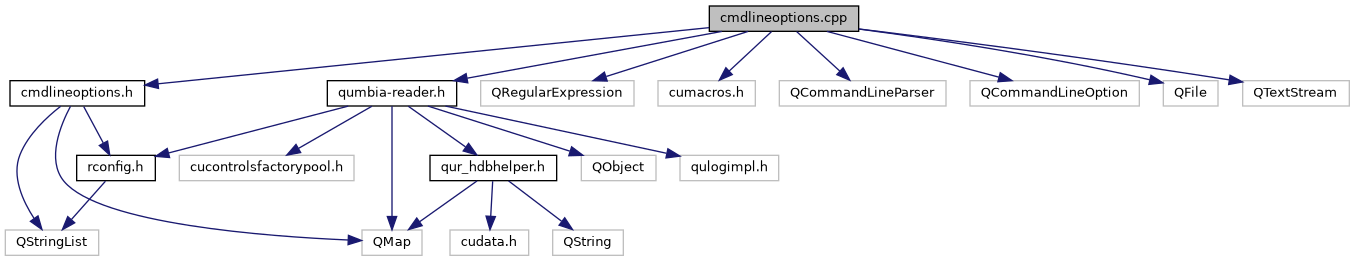 cmdlineoptions.cpp
cmdlineoptions.h
qumbia-reader.h
QRegularExpression
cumacros.h
QCommandLineParser
QCommandLineOption
QFile
QTextStream
rconfig.h
cucontrolsfactorypool.h
qur_hdbhelper.h
QObject
qulogimpl.h
QStringList
QMap
cudata.h
QString